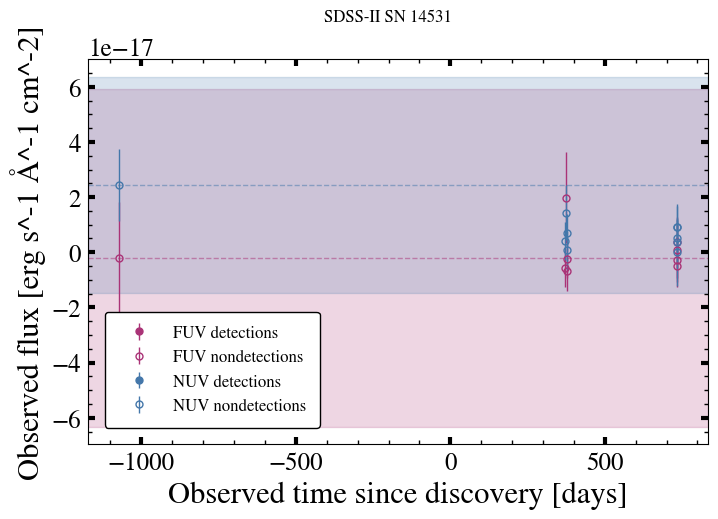 SDSS-II SN 14531
1e−17
6
4
2
0
−2
−4
−6
Observed flux [erg s^-1 Å^-1 cm^-2]
FUV detections
FUV nondetections
NUV detections
NUV nondetections
−1000 −500 0 500
Observed time since discovery [days]